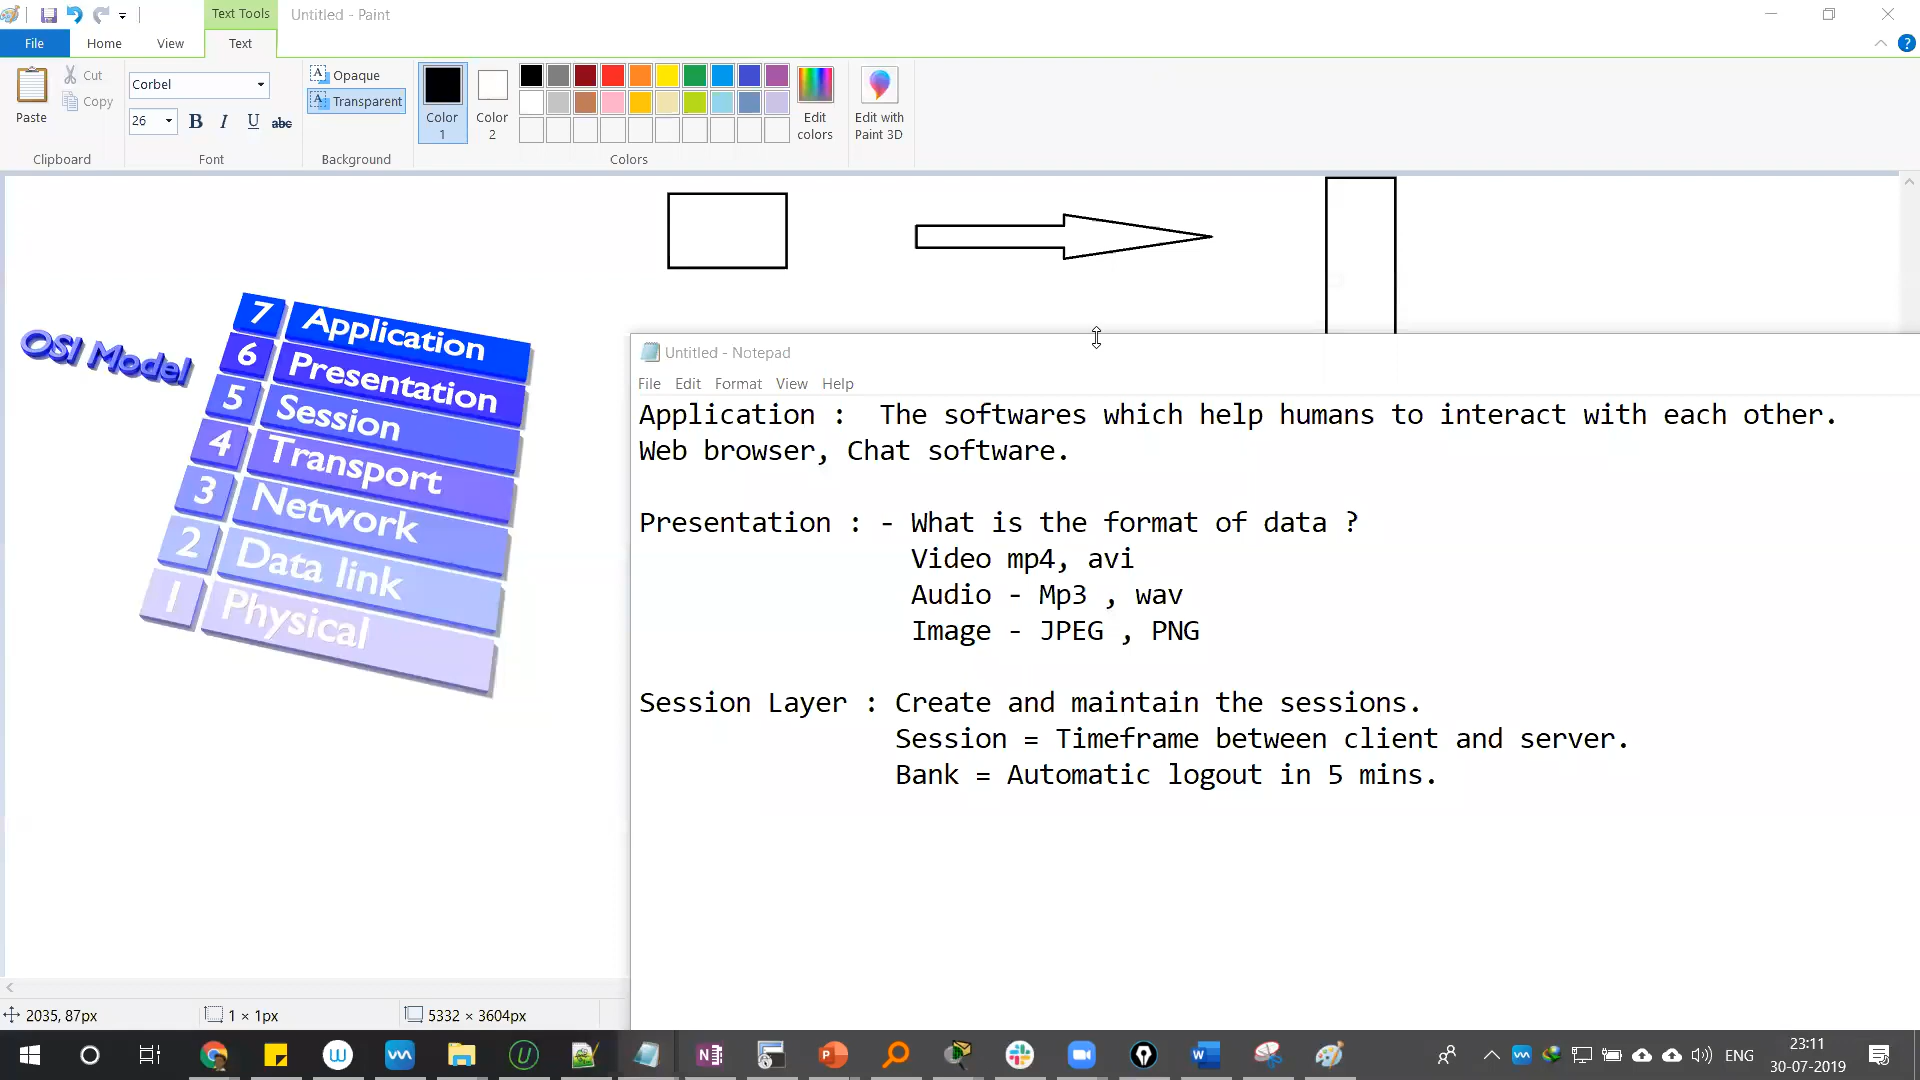 Text Tools
Untitled - Paint
File
Home
View
Text
Paste
Cut
Copy
Clipboard
Corbel
26
B I U abc
Font
Opaque
Transparent
Background
Color 1
Color 2
Colors
Edit colors
Edit with Paint 3D
OSI Model
7 Application
6 Presentation
5 Session
4 Transport
3 Network
2 Data link
1 Physical
Untitled - Notepad
File Edit Format View Help
Application :  The softwares which help humans to interact with each other.
Web browser, Chat software.
Presentation : - What is the format of data ?
Video mp4, avi
Audio - Mp3 , wav
Image - JPEG , PNG
Session Layer : Create and maintain the sessions.
Session = Timeframe between client and server.
Bank = Automatic logout in 5 mins.
2035, 87px
1 × 1px
5332 × 3604px
ENG
23:11
30-07-2019